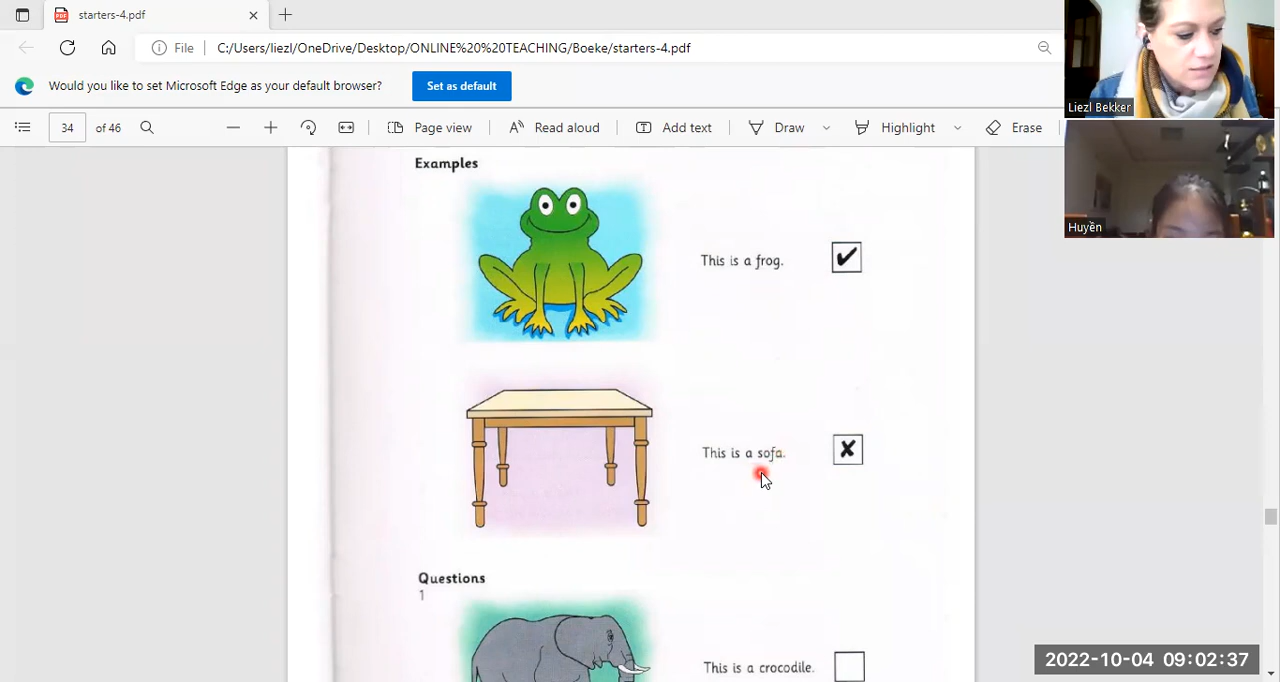 starters-4.pdf
File C:/Users/liezl/OneDrive/Desktop/ONLINE%20%20TEACHING/Boeke/starters-4.pdf
Would you like to set Microsoft Edge as your default browser? Set as default
34 of 46 Page view Read aloud Add text Draw Highlight Erase
Liezl Bekker
Huyền
Examples
This is a frog.
This is a sofa.
Questions
1
This is a crocodile.
2022-10-04 09:02:37